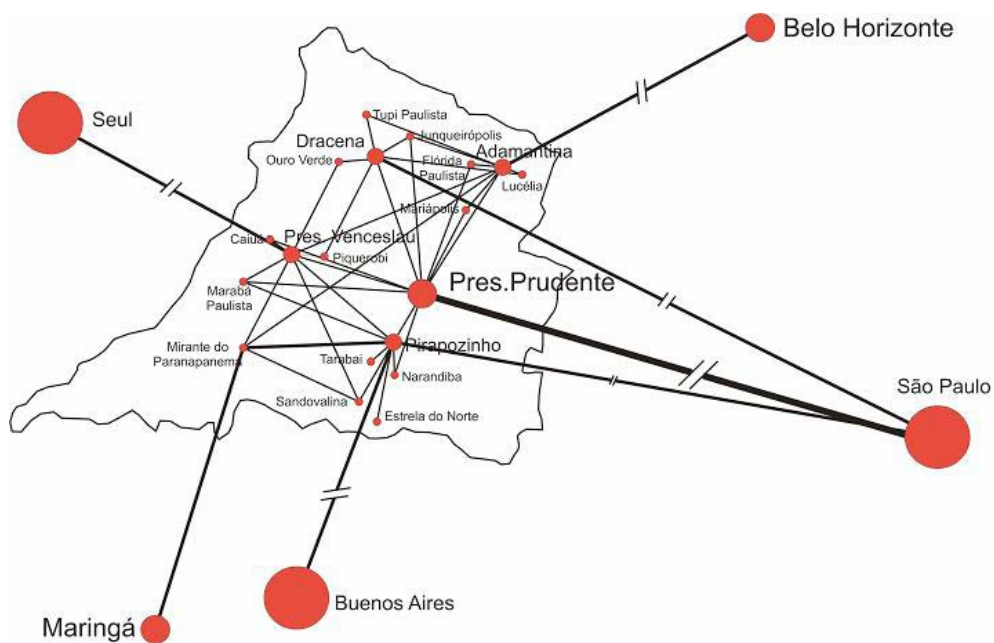 Belo Horizonte
Seul
Tupi Paulista
Junqueirópolis
Dracena
Adamantina
Ouro Verde
Flórida
Paulista
Lucélia
Mariápolis
Caiuá
Pres. Venceslau
Piquerobi
Pres.Prudente
Marabá
Paulista
Mirante do
Paranapanema
Pirapozinho
Tarabai
Narandiba
São Paulo
Sandovalina
Estrela do Norte
Buenos Aires
Maringá